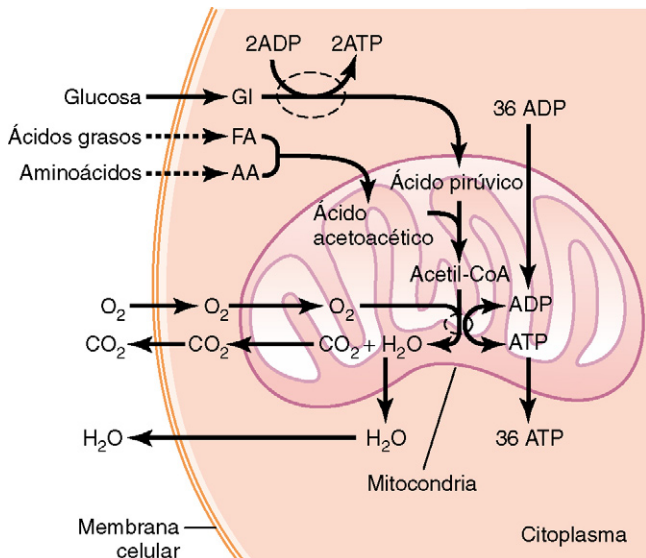 2ADP 2ATP
Glucosa Gl 36 ADP
Ácidos grasos FA
Aminoácidos AA
Ácido pirúvico
Ácido
acetoacético
Acetil-CoA
O₂ O₂ O₂ ADP
CO₂ CO₂ CO₂ + H₂O ATP
H₂O H₂O 36 ATP
Mitocondria
Membrana
celular
Citoplasma